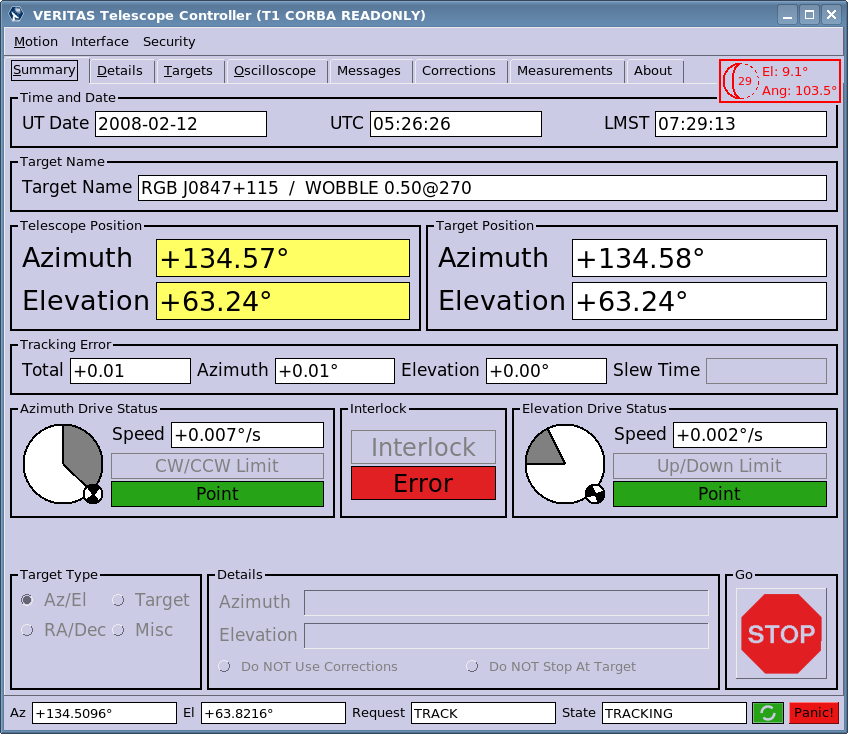 VERITAS Telescope Controller (T1 CORBA READONLY)
Motion Interface Security
Summary Details Targets Oscilloscope Messages Corrections Measurements About
29 El: 9.1°
Ang: 103.5°
Time and Date
UT Date 2008-02-12 UTC 05:26:26 LMST 07:29:13
Target Name
Target Name RGB J0847+115 / WOBBLE 0.50@270
Telescope Position Target Position
Azimuth +134.57° Azimuth +134.58°
Elevation +63.24° Elevation +63.24°
Tracking Error
Total +0.01 Azimuth +0.01° Elevation +0.00° Slew Time
Azimuth Drive Status Interlock Elevation Drive Status
Speed +0.007°/s Interlock Speed +0.002°/s
CW/CCW Limit Error Up/Down Limit
Point Point
Target Type Details Go
Az/El Target Azimuth STOP
RA/Dec Misc Elevation
Do NOT Use Corrections Do NOT Stop At Target
Az +134.5096° El +63.8216° Request TRACK State TRACKING Panic!